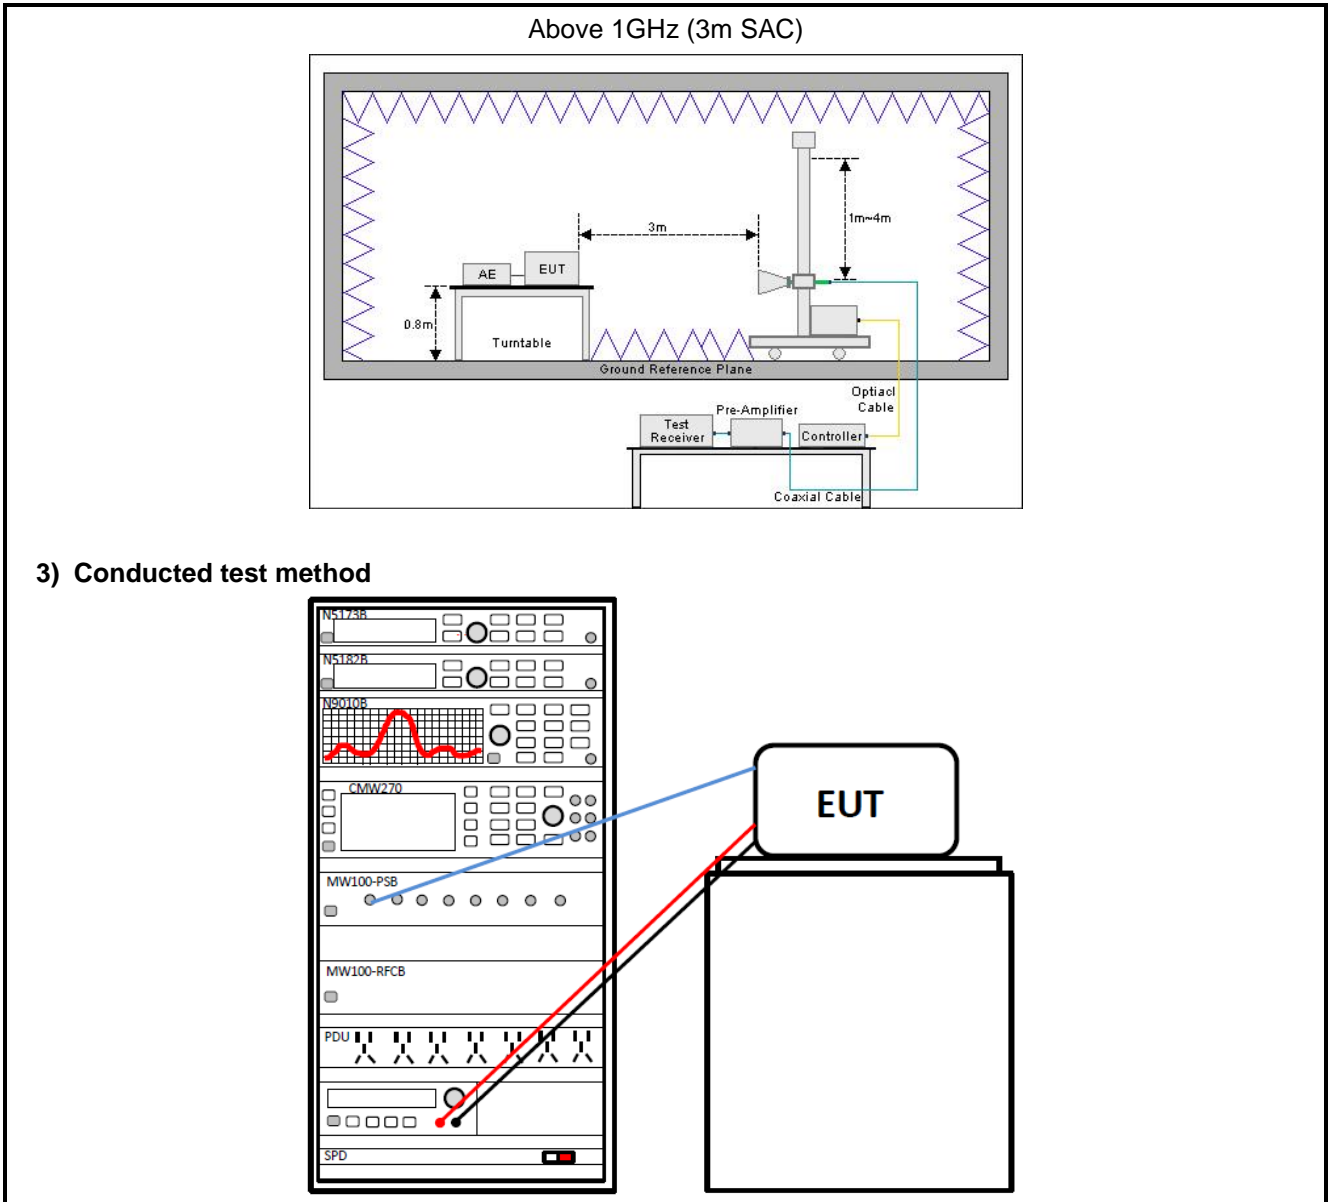 Above 1GHz (3m SAC)
1m~4m
3m
AE
EUT
0.8m
Turntable
Ground Reference Plane
Optiacl
Cable
Pre-Amplifier
Test
Receiver
Controller
Coaxial Cable
3) Conducted test method
N5173B
N5182B
N9010B
CMW270
EUT
MW100-PSB
MW100-RFCB
PDU
SPD